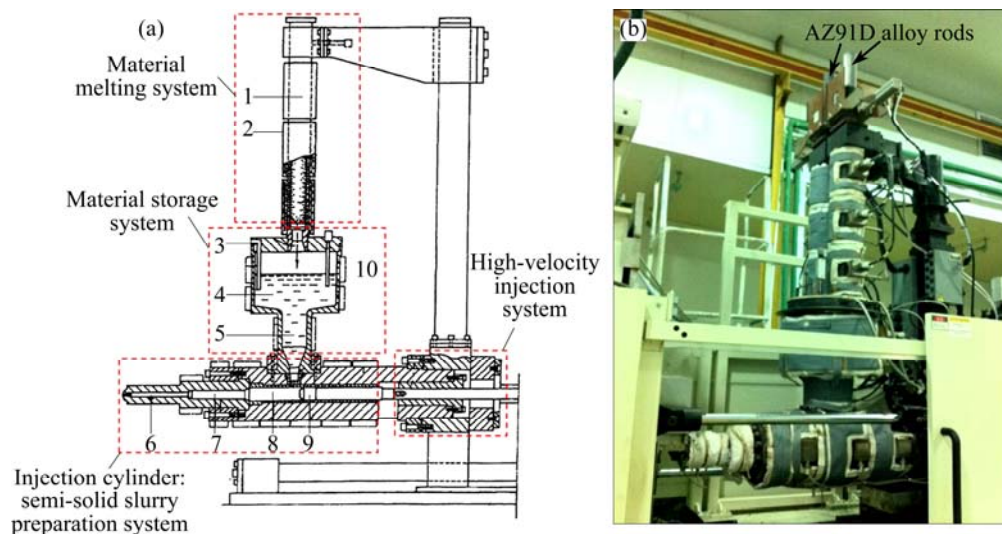 (a)
Material
melting system
1
2
Material storage
system
3
10
4
High-velocity
injection system
5
6
7
8
9
Injection cylinder:
semi-solid slurry
preparation system
(b)
AZ91D alloy rods